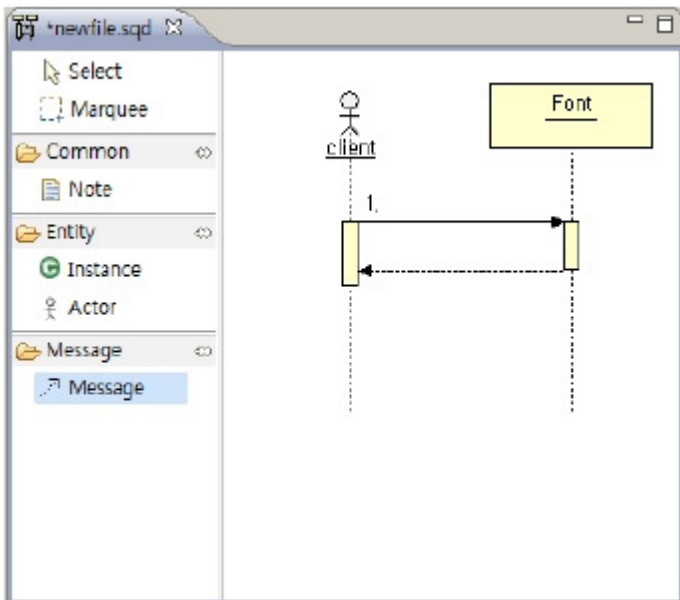 *newfile.sqd
Select
Marquee
Common
Note
Entity
Instance
Actor
Message
Message
client
Font
1,